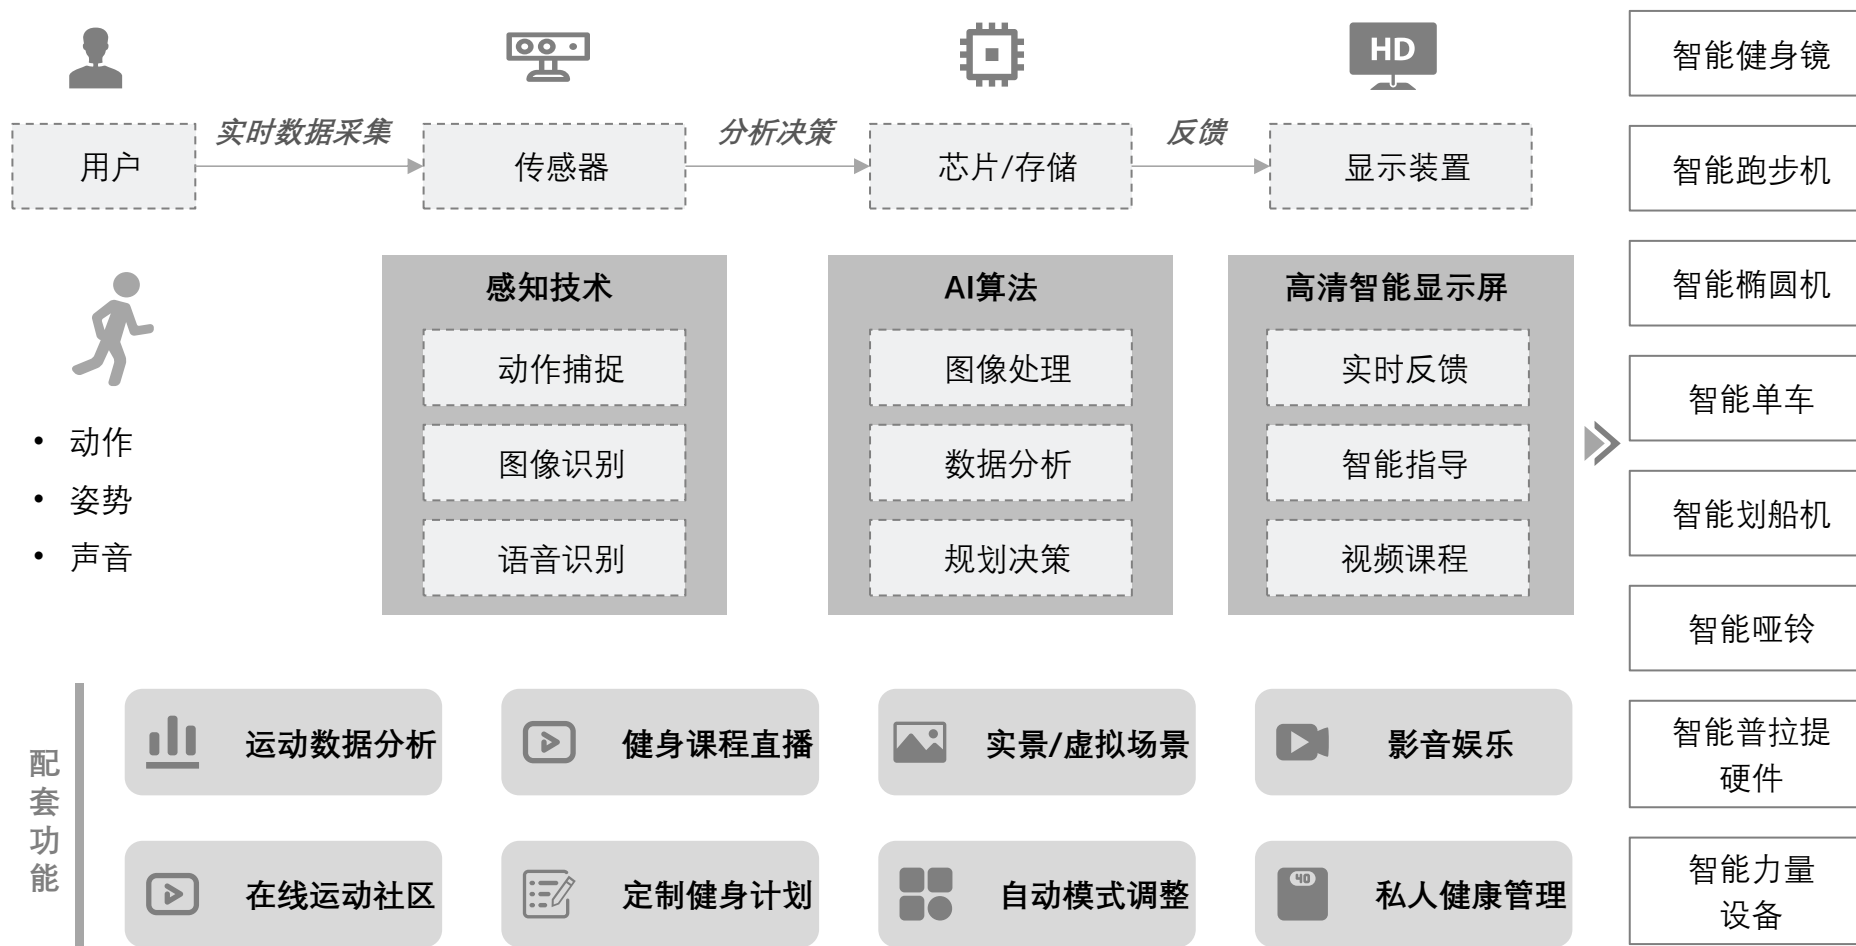 HD
实时数据采集
分析决策
反馈
用户
传感器
芯片/存储
显示装置
感知技术
动作捕捉
图像识别
语音识别
AI算法
图像处理
数据分析
规划决策
高清智能显示屏
实时反馈
智能指导
视频课程
• 动作
• 姿势
• 声音
配套功能
运动数据分析
健身课程直播
实景/虚拟场景
影音娱乐
在线运动社区
定制健身计划
自动模式调整
40
私人健康管理
智能健身镜
智能跑步机
智能椭圆机
智能单车
智能划船机
智能哑铃
智能普拉提
硬件
智能力量
设备